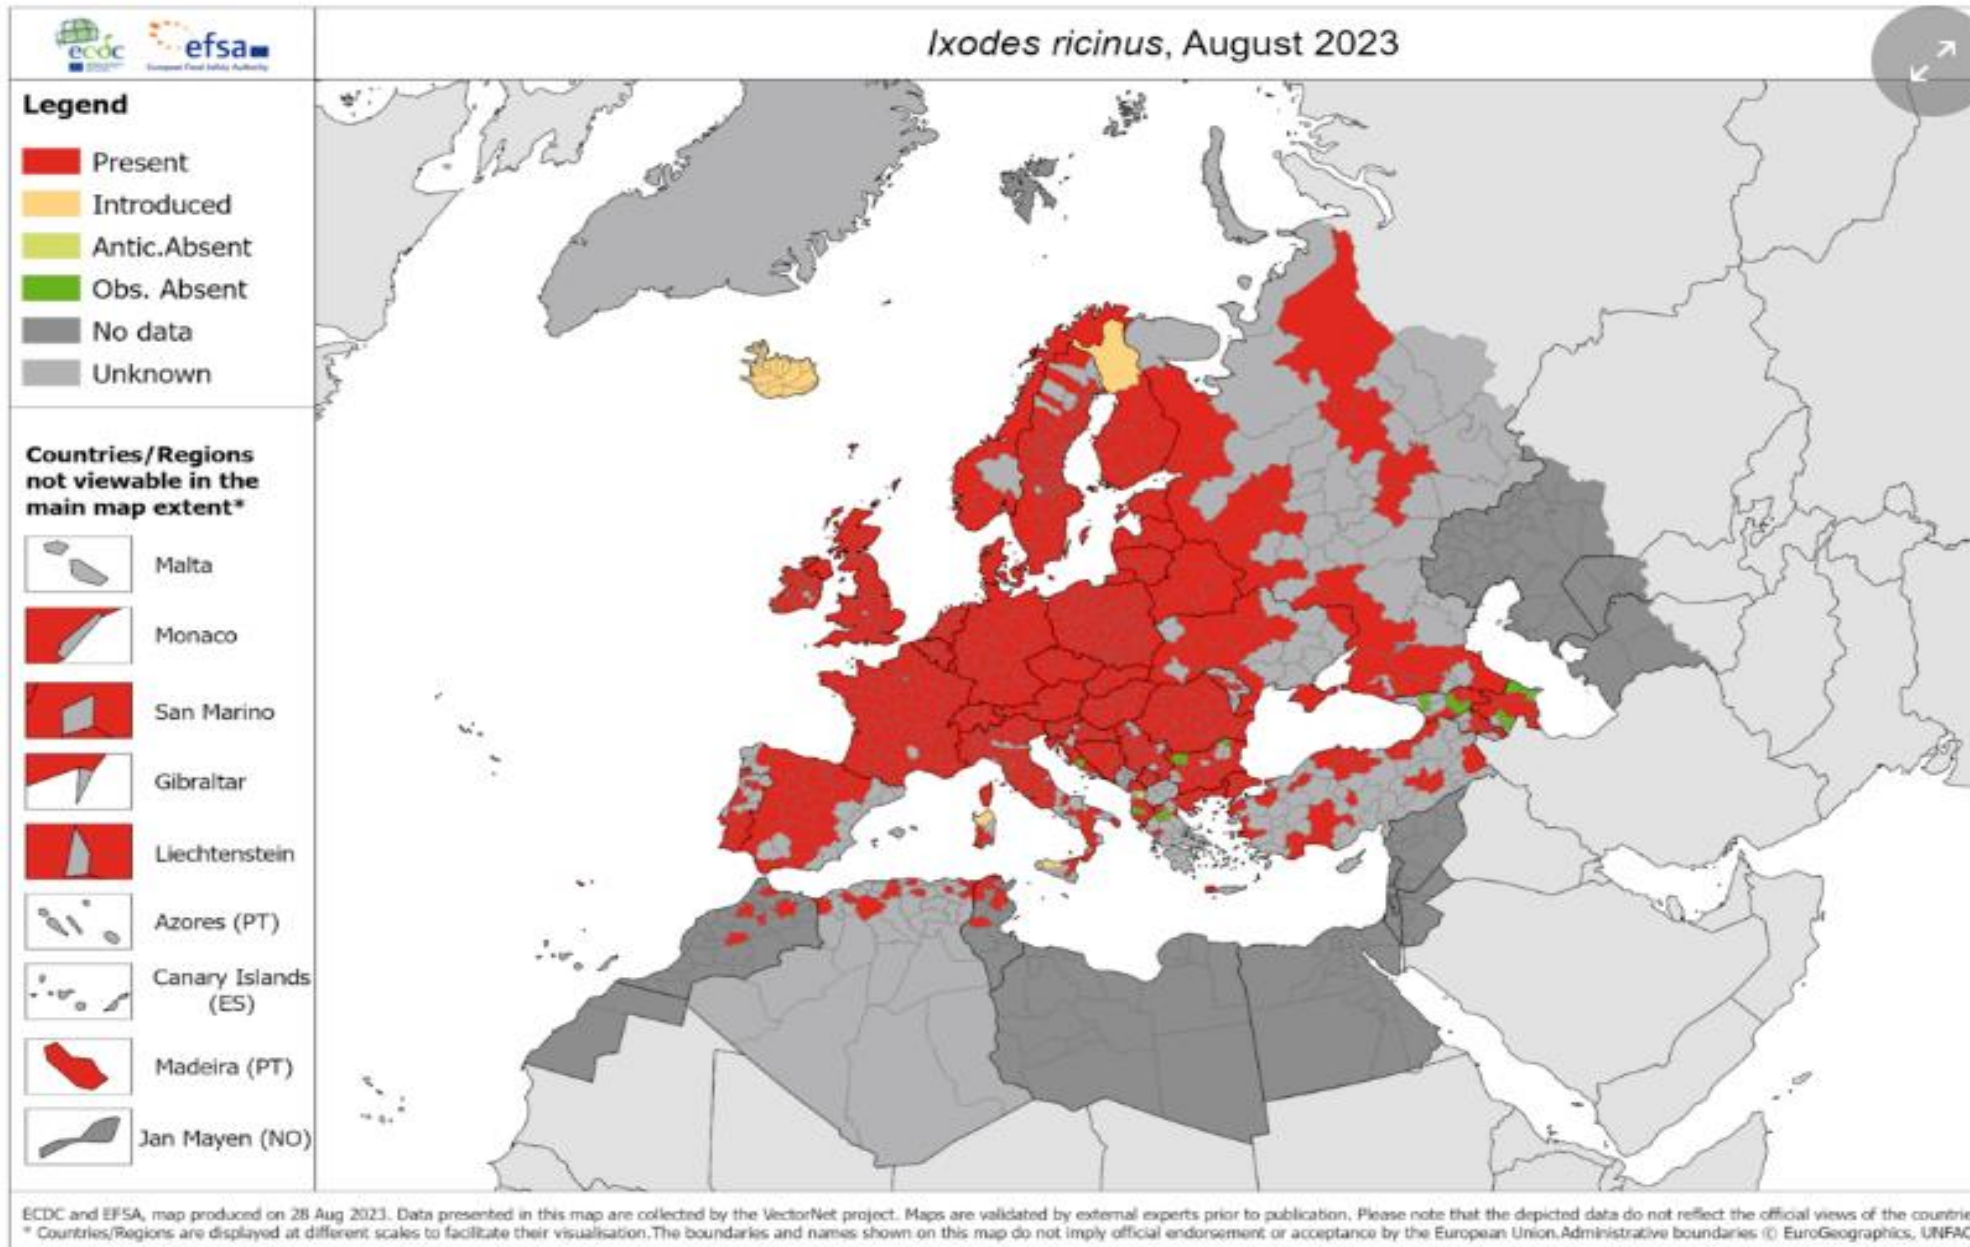 ecdc
efsa
European Food Safety Authority
Ixodes ricinus, August 2023
Legend
Present
Introduced
Antic.Absent
Obs. Absent
No data
Unknown
Countries/Regions
not viewable in the
main map extent*
Malta
Monaco
San Marino
Gibraltar
Liechtenstein
Azores (PT)
Canary Islands
(ES)
Madeira (PT)
Jan Mayen (NO)
ECDC and EFSA, map produced on 28 Aug 2023. Data presented in this map are collected by the VectorNet project. Maps are validated by external experts prior to publication. Please note that the depicted data do not reflect the official views of the countrie
* Countries/Regions are displayed at different scales to facilitate their visualisation.The boundaries and names shown on this map do not imply official endorsement or acceptance by the European Union.Administrative boundaries © EuroGeographics, UNFAO